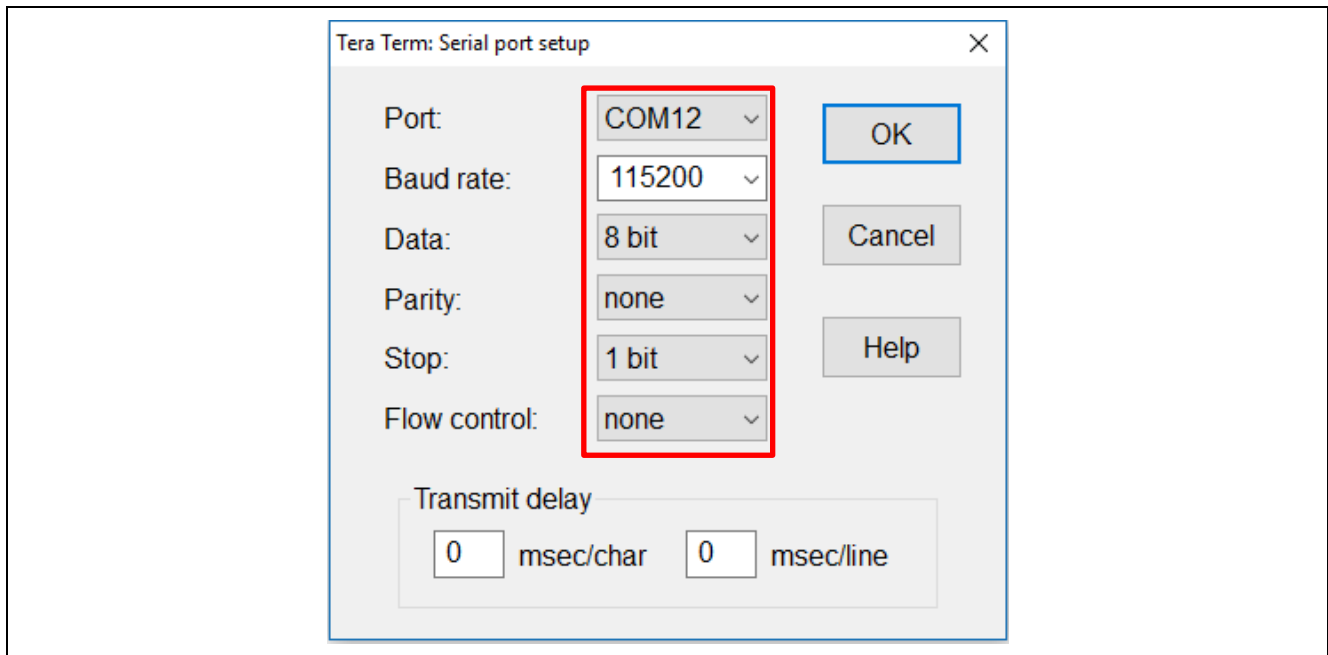 Tera Term: Serial port setup
Port: COM12 OK
Baud rate: 115200
Data: 8 bit Cancel
Parity: none
Stop: 1 bit Help
Flow control: none
Transmit delay
0 msec/char 0 msec/line